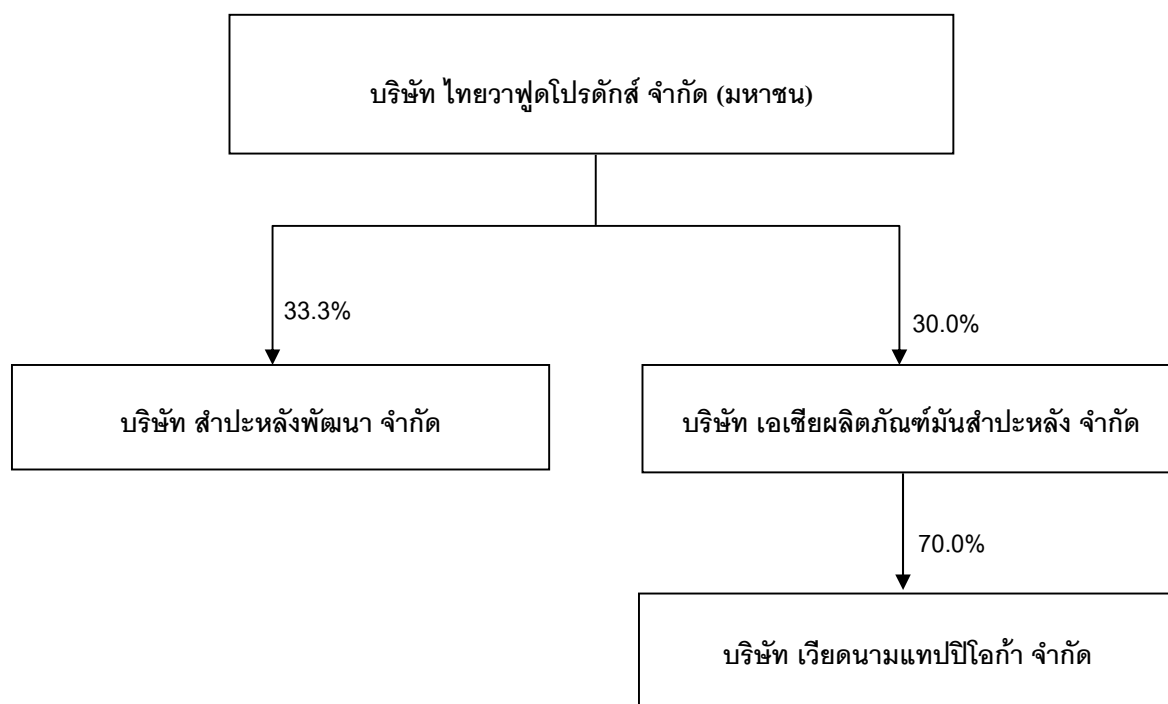 บริษัท ไทยวาฟูดโปรดักส์ จำกัด (มหาชน)
33.3%
30.0%
บริษัท สำปะหลังพัฒนา จำกัด
บริษัท เอเชียผลิตภัณฑ์มันสำปะหลัง จำกัด
70.0%
บริษัท เวียดนามแทปปิโอก้า จำกัด